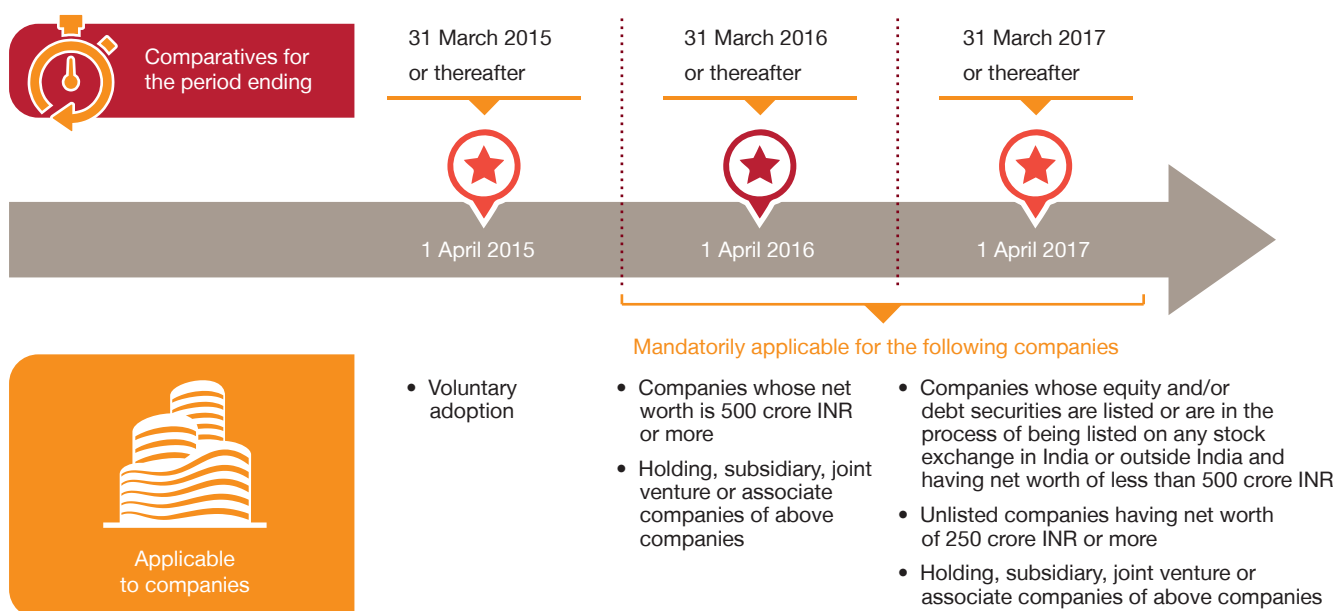 Comparatives for
the period ending
31 March 2015
or thereafter
31 March 2016
or thereafter
31 March 2017
or thereafter
1 April 2015
1 April 2016
1 April 2017
Mandatorily applicable for the following companies
Applicable
to companies
• Voluntary
adoption
• Companies whose net
worth is 500 crore INR
or more
• Holding, subsidiary, joint
venture or associate
companies of above
companies
• Companies whose equity and/or
debt securities are listed or are in the
process of being listed on any stock
exchange in India or outside India and
having net worth of less than 500 crore INR
• Unlisted companies having net worth
of 250 crore INR or more
• Holding, subsidiary, joint venture or
associate companies of above companies